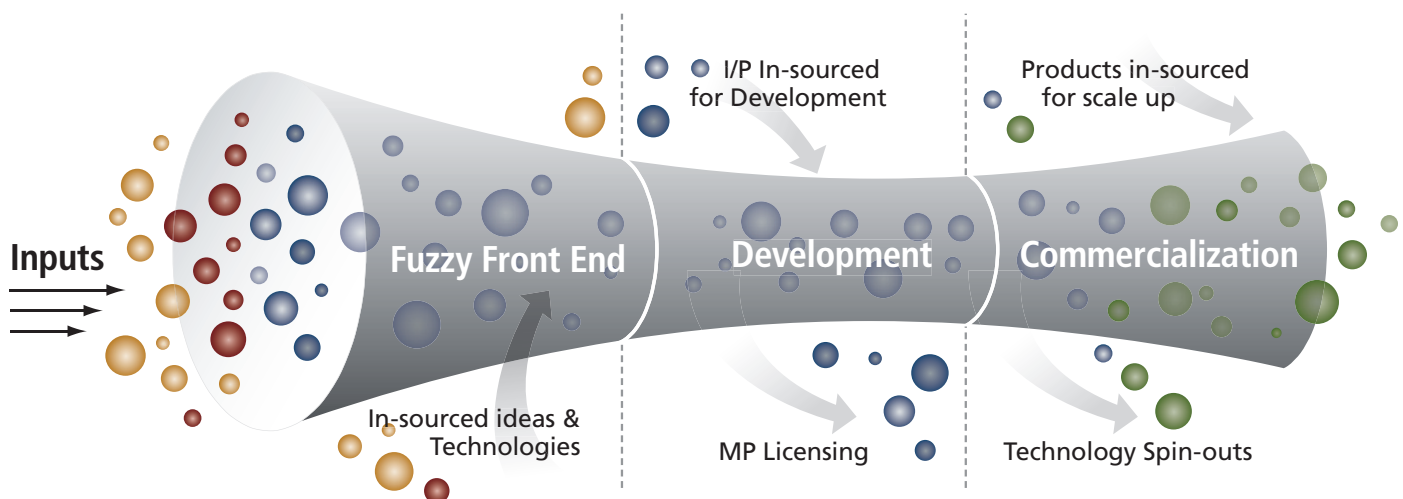 I/P In-sourced
for Development
Products in-sourced
for scale up
Inputs
Fuzzy Front End
Development
Commercialization
In-sourced ideas &
Technologies
MP Licensing
Technology Spin-outs